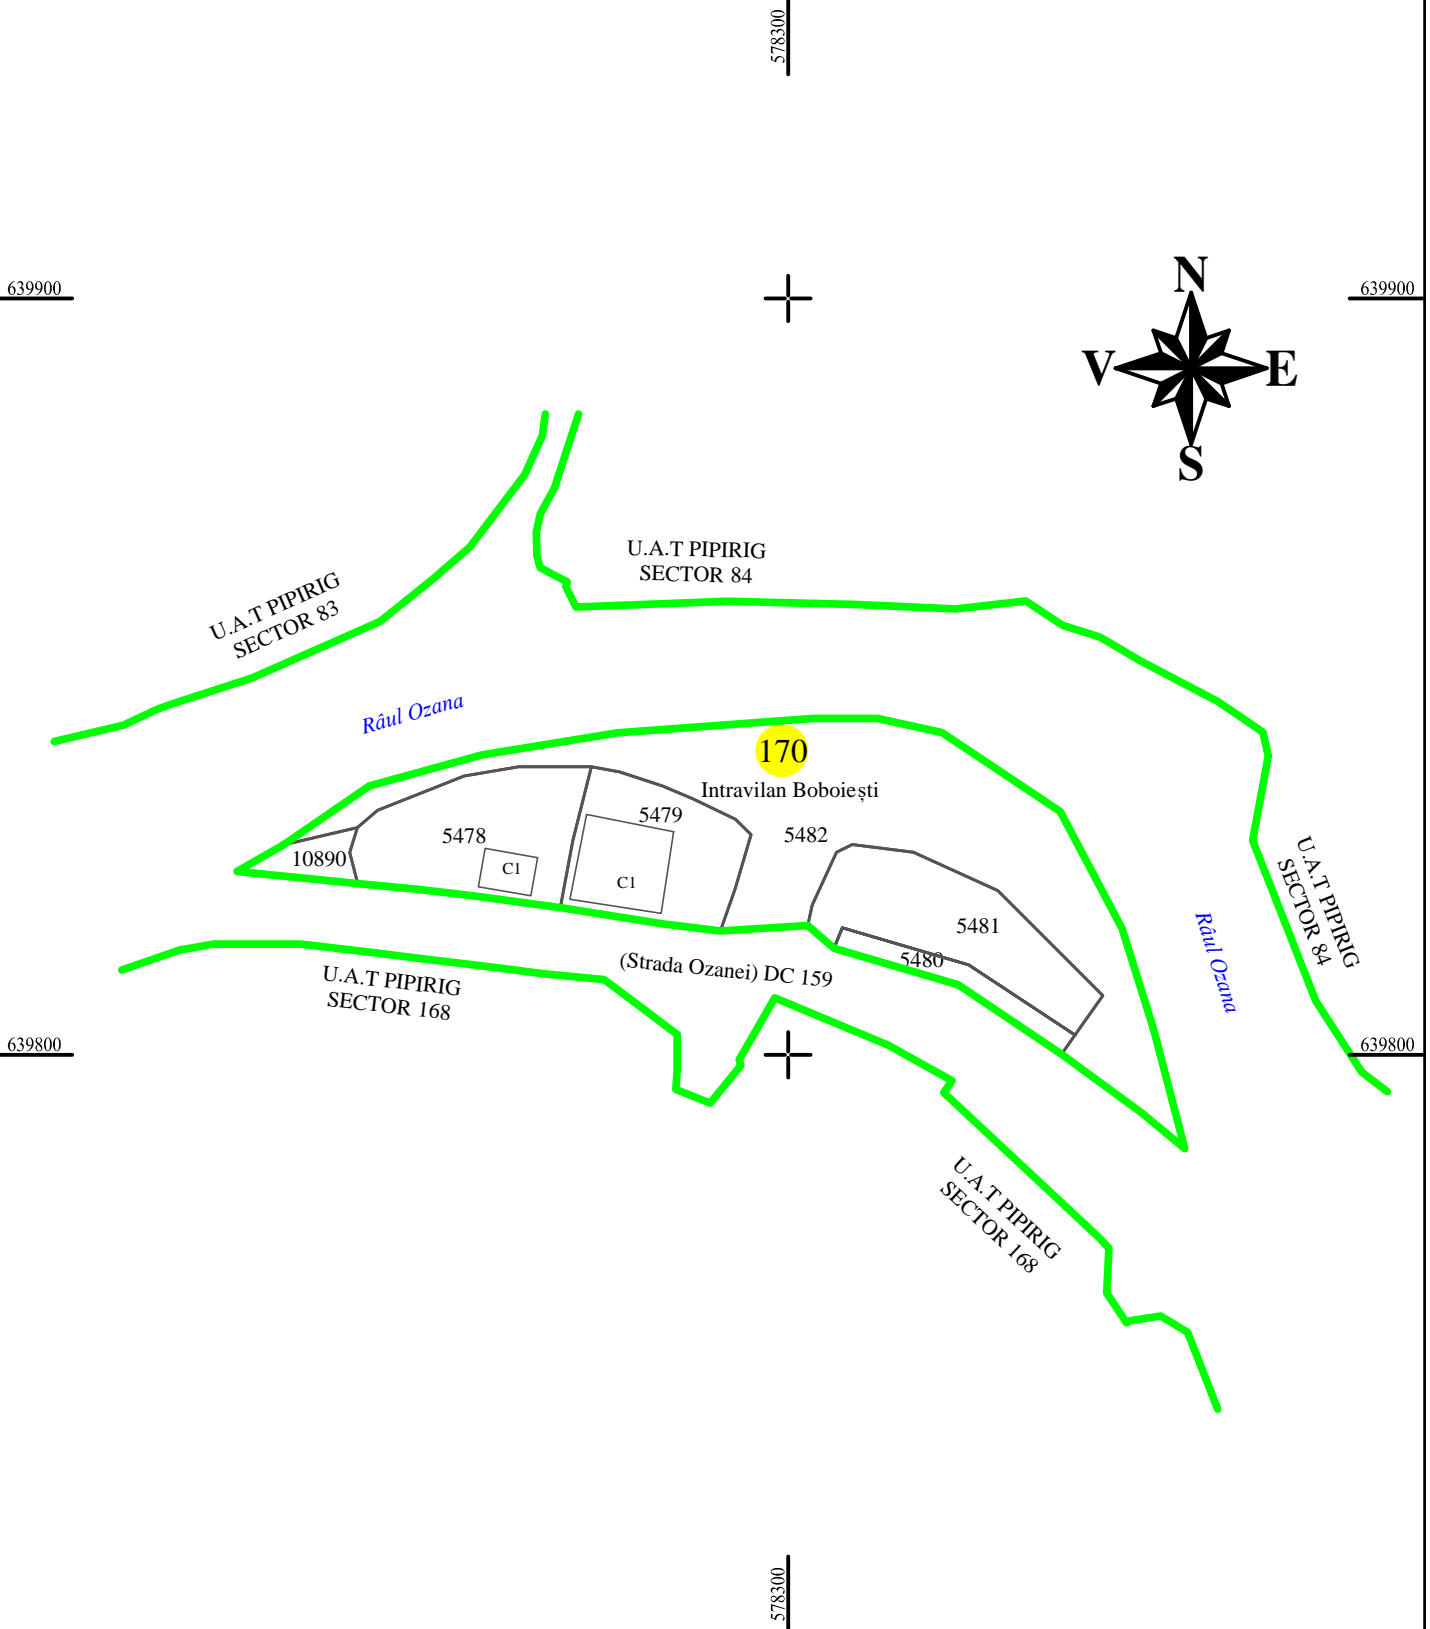 578300
639900
639900
N
V
E
S
U.A.T PIPIRIG
SECTOR 84
U.A.T PIPIRIG
SECTOR 83
Râul Ozana
170
Intravilan Boboiești
5479
5482
5478
10890
C1
C1
5481
5480
U.A.T PIPIRIG
SECTOR 84
Râul Ozana
(Strada Ozanei) DC 159
U.A.T PIPIRIG
SECTOR 168
639800
639800
U.A.T PIPIRIG
SECTOR 168
578300